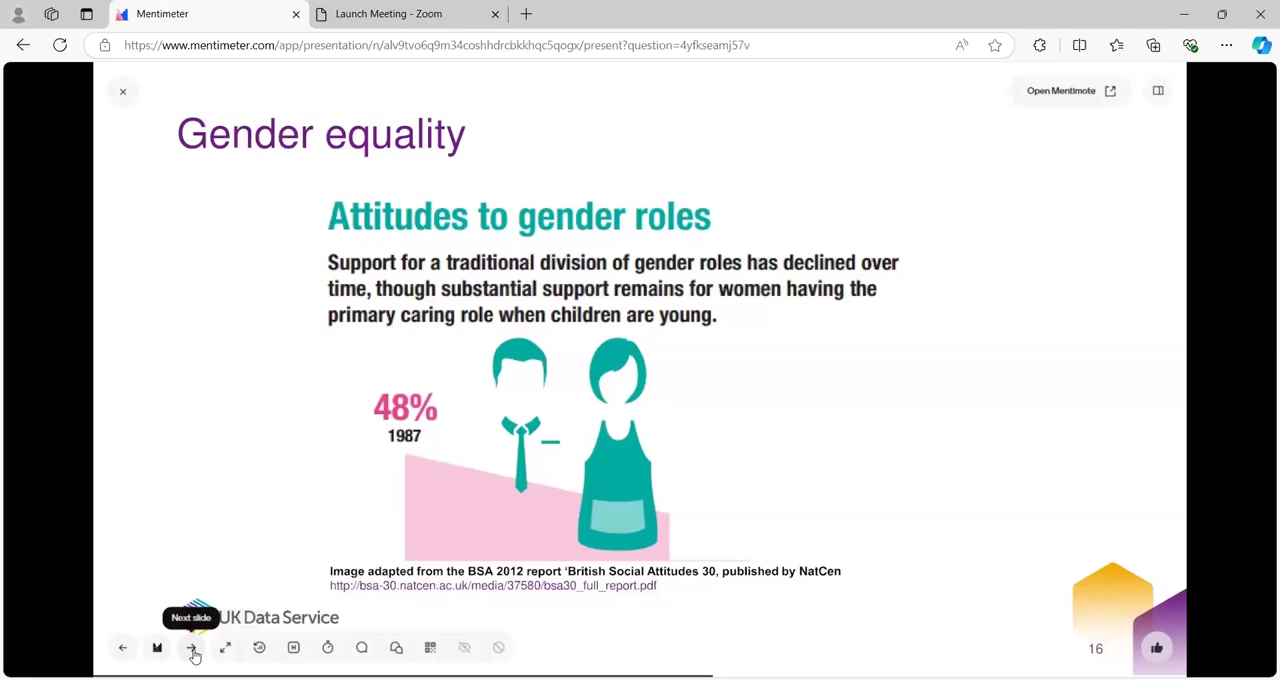 Mentimeter
Launch Meeting - Zoom
https://www.mentimeter.com/app/presentation/n/alv9tvo6q9m34coshhdrcbkkhqc5qogx/present?question=4yfkseamj57v
Open Mentimote
Gender equality
Attitudes to gender roles
Support for a traditional division of gender roles has declined over
time, though substantial support remains for women having the
primary caring role when children are young.
48%
1987
Image adapted from the BSA 2012 report 'British Social Attitudes 30, published by NatCen
http://bsa-30.natcen.ac.uk/media/37580/bsa30_full_report.pdf
Next slide
UK Data Service
16